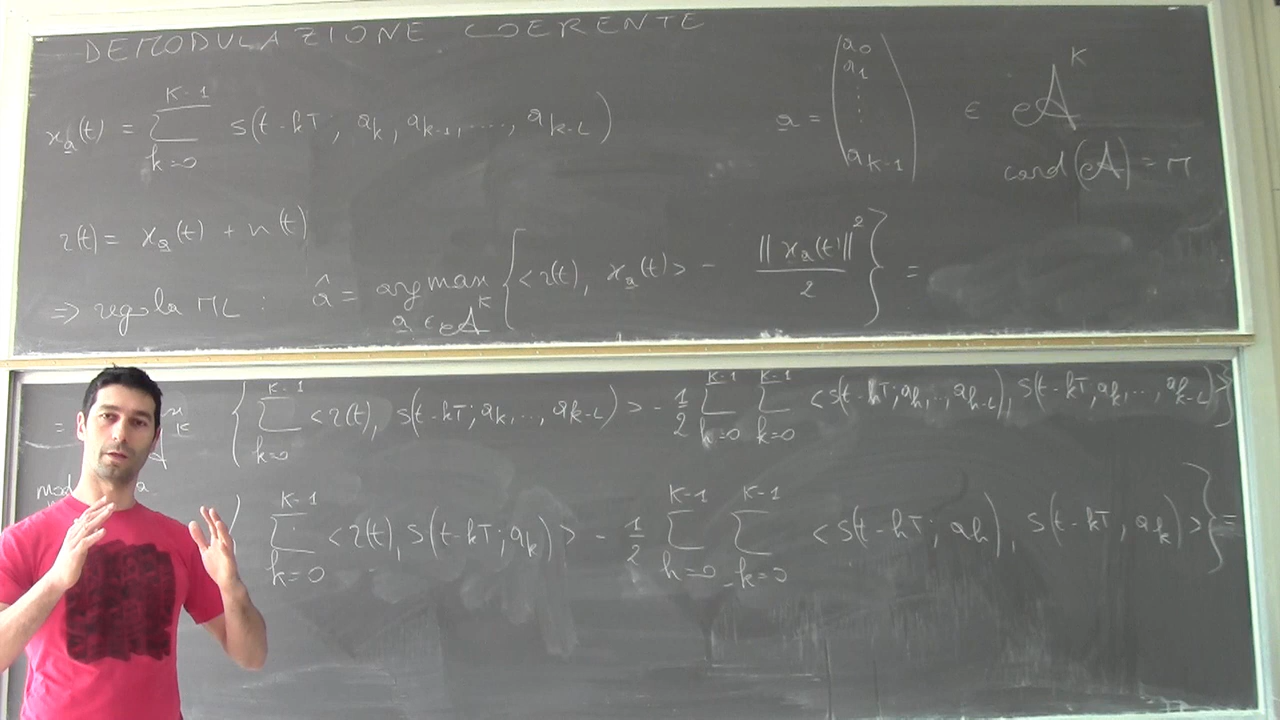 DEMODULAZIONE COERENTE
x_a(t) = Σ_{k=0}^{K-1} s(t-kT, a_k, a_{k-1}, ...., a_{k-L})
a = (a_0 a_1 ⋮ a_{K-1}) ∈ 𝒜^K
card(𝒜) = M
r(t) = x_a(t) + n(t)
⇒ regola ML : â = argmax_{a ∈ 𝒜^K} { <r(t), x_a(t)> - ||x_a(t)||^2 / 2 } =
= { Σ_{k=0}^{K-1} <r(t), s(t-kT; a_k, .., a_{k-L})> - 1/2 Σ_{h=0}^{K-1} Σ_{k=0}^{K-1} <s(t-hT; a_h, .., a_{h-L}), s(t-kT, a_k, .., a_{k-L})> }
Σ_{k=0}^{K-1} <r(t), s(t-kT; a_k)> - 1/2 Σ_{h=0}^{K-1} Σ_{k=0}^{K-1} <s(t-hT; a_h), s(t-kT, a_k)> } =